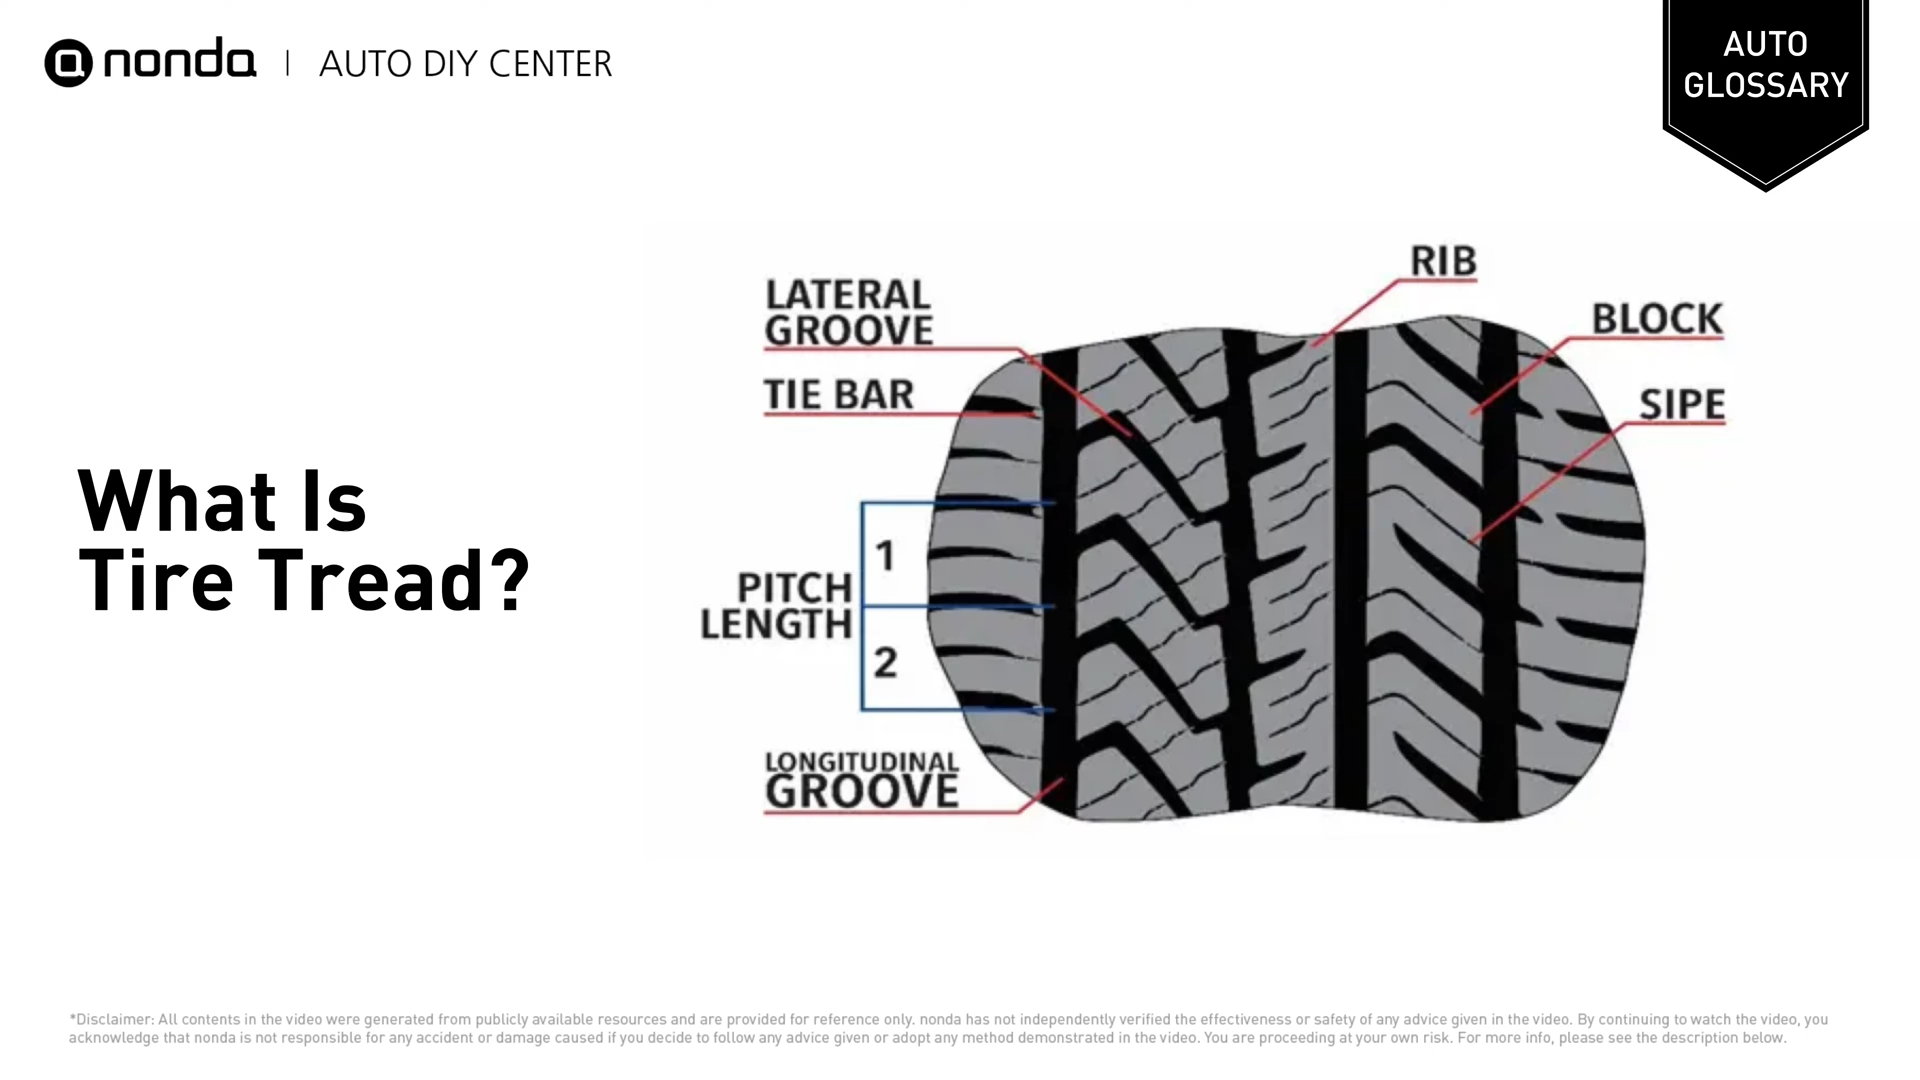 nonda | AUTO DIY CENTER
AUTO
GLOSSARY
What Is
Tire Tread?
LATERAL
GROOVE
TIE BAR
PITCH
LENGTH
1
2
LONGITUDINAL
GROOVE
RIB
BLOCK
SIPE
*Disclaimer: All contents in the video were generated from publicly available resources and are provided for reference only. nonda has not independently verified the effectiveness or safety of any advice given in the video. By continuing to watch the video, you
acknowledge that nonda is not responsible for any accident or damage caused if you decide to follow any advice given or adopt any method demonstrated in the video. You are proceeding at your own risk. For more info, please see the description below.